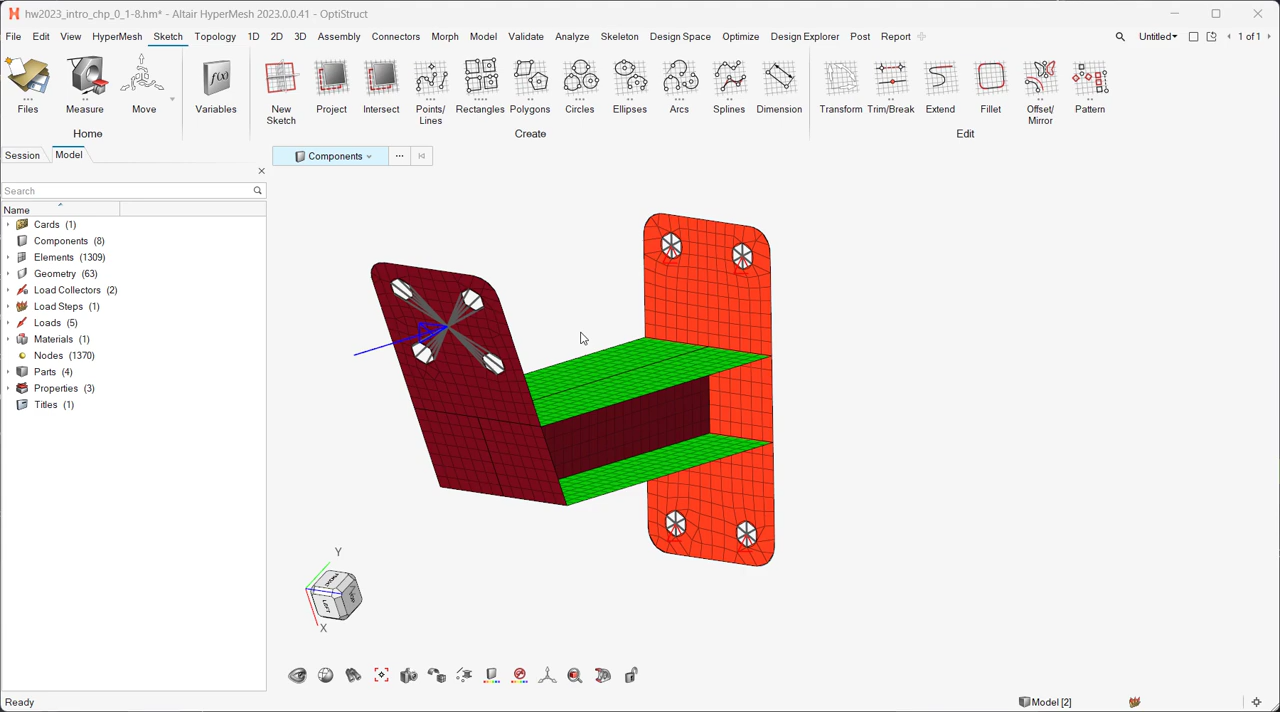 hw2023_intro_chp_0_1-8.hm* - Altair HyperMesh 2023.0.0.41 - OptiStruct
File Edit View HyperMesh Sketch Topology 1D 2D 3D Assembly Connectors Morph Model Validate Analyze Skeleton Design Space Optimize Design Explorer Post Report Untitled 1 of 1
Files Measure Move Variables New Sketch Project Intersect Points/Lines Rectangles Polygons Circles Ellipses Arcs Splines Dimension Transform Trim/Break Extend Fillet Offset/Mirror Pattern
Home Create Edit
Session Model
Components
Search
Name
Cards (1)
Components (8)
Elements (1309)
Geometry (63)
Load Collectors (2)
Load Steps (1)
Loads (5)
Materials (1)
Nodes (1370)
Parts (4)
Properties (3)
Titles (1)
Y
LEFT
X
Ready Model [2]